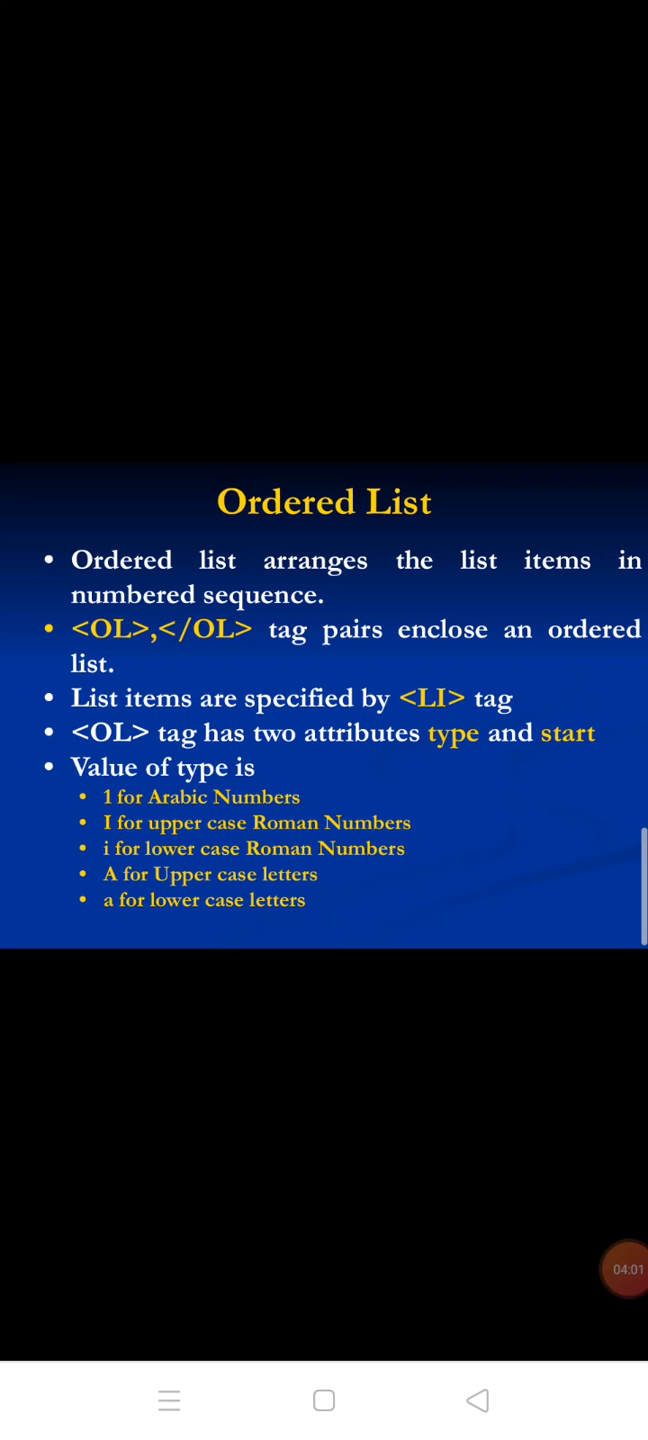 Ordered List
• Ordered list arranges the list items in
numbered sequence.
• <OL>,</OL> tag pairs enclose an ordered
list.
• List items are specified by <LI> tag
• <OL> tag has two attributes type and start
• Value of type is
• 1 for Arabic Numbers
• I for upper case Roman Numbers
• i for lower case Roman Numbers
• A for Upper case letters
• a for lower case letters
04:01